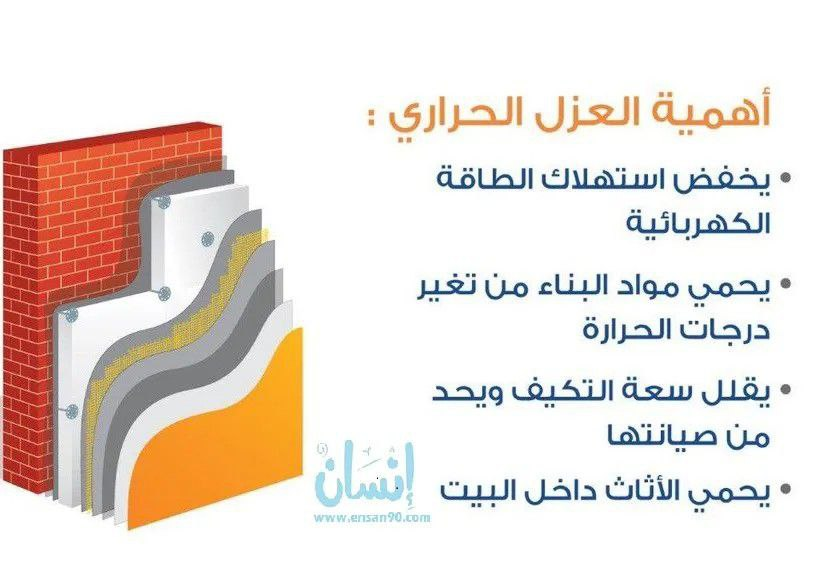 أهمية العزل الحراري :
• يخفض استهلاك الطاقة
الكهربائية
• يحمي مواد البناء من تغير
درجات الحرارة
• يقلل سعة التكيف ويحد
من صيانتها
• يحمي الأثاث داخل البيت
إنسان
www.ensan90.com